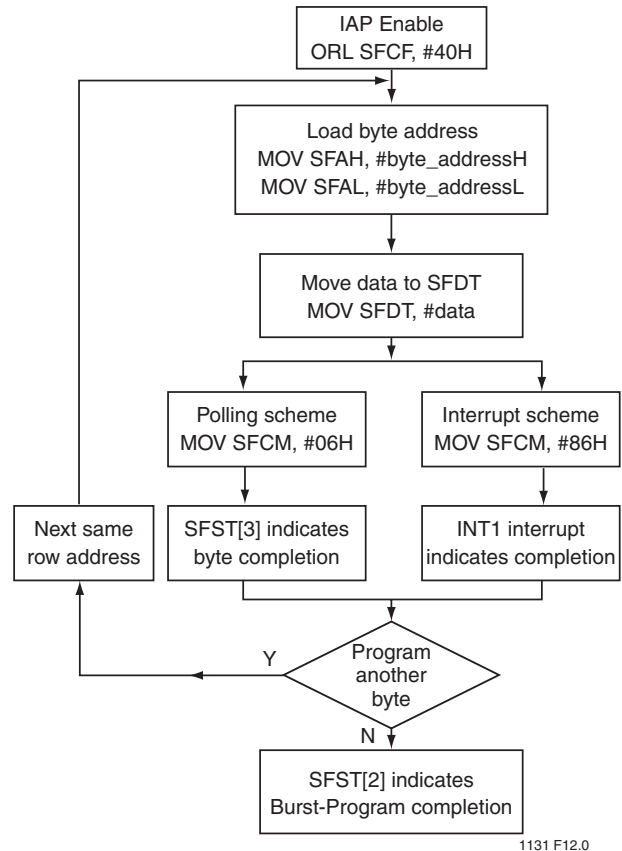 IAP Enable
ORL SFCF, #40H
Load byte address
MOV SFAH, #byte_addressH
MOV SFAL, #byte_addressL
Move data to SFDT
MOV SFDT, #data
Polling scheme
MOV SFCM, #06H
Interrupt scheme
MOV SFCM, #86H
Next same
row address
SFST[3] indicates
byte completion
INT1 interrupt
indicates completion
Y
Program
another
byte
N
SFST[2] indicates
Burst-Program completion
1131 F12.0